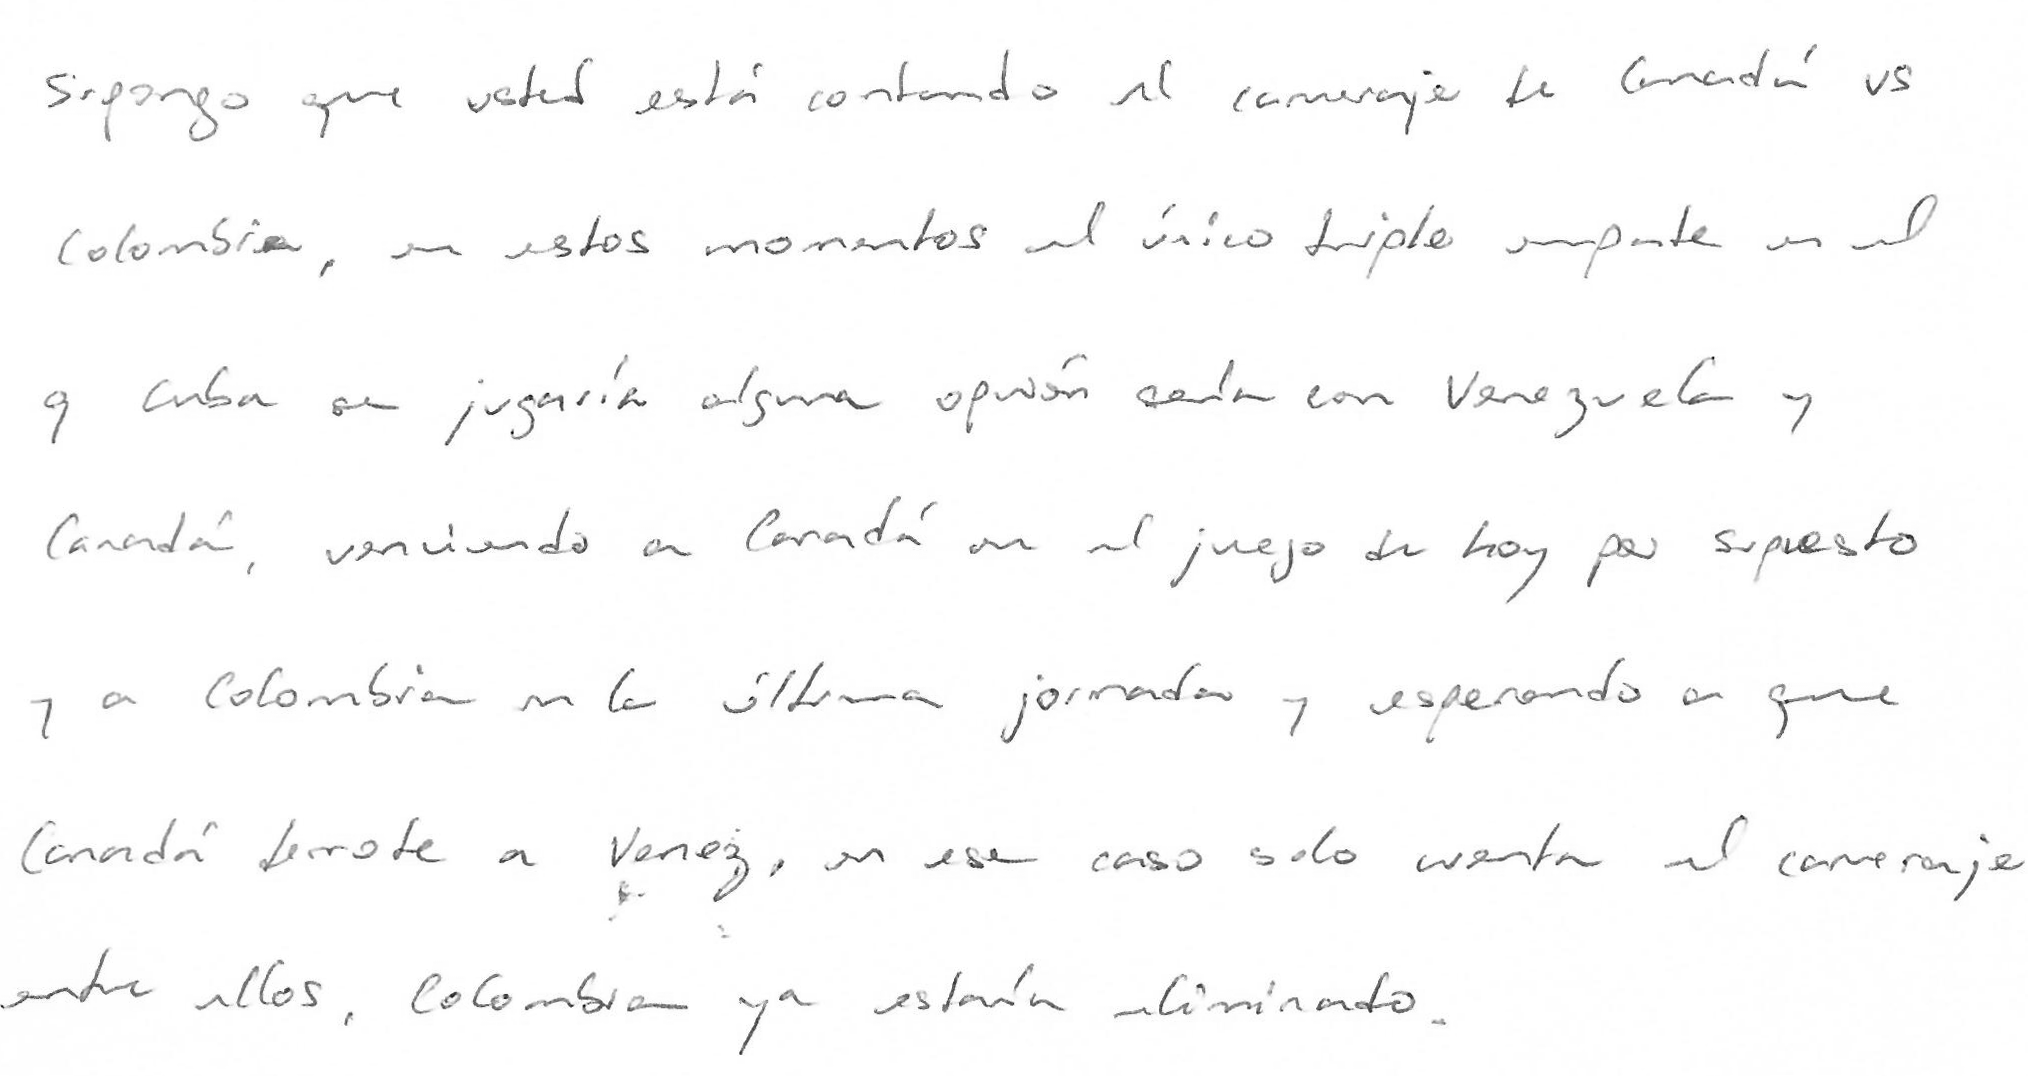 Supongo que usted está contando el carreraje de Canadá vs
Colombia, en estos momentos el único triple empate en el
q Cuba se jugaría alguna opción sería con Venezuela y
Canadá, venciendo a Canadá en el juego de hoy por supuesto
y a Colombia en la última jornada y esperando a que
Canadá derrote a Venez, en ese caso solo cuenta el carreraje
entre ellos, Colombia ya estaría eliminado.